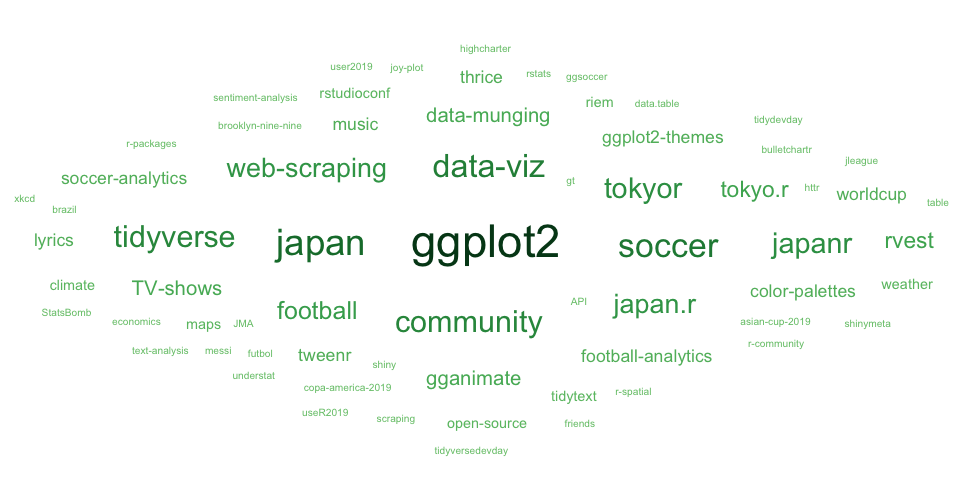 highcharter
user2019
joy-plot
thrice
rstats
ggsoccer
sentiment-analysis
rstudioconf
riem
data.table
brooklyn-nine-nine
music
data-munging
ggplot2-themes
tidydevday
r-packages
bulletchartr
web-scraping
data-viz
jleague
soccer-analytics
gt
tokyor
tokyo.r
httr
worldcup
xkcd
brazil
table
lyrics
tidyverse
japan
ggplot2
soccer
japanr
rvest
climate
TV-shows
color-palettes
weather
StatsBomb
economics
maps
JMA
football
community
API
japan.r
asian-cup-2019
shinymeta
r-community
text-analysis
messi
futbol
tweenr
shiny
football-analytics
understat
copa-america-2019
gganimate
tidytext
r-spatial
useR2019
scraping
open-source
friends
tidyversedevday